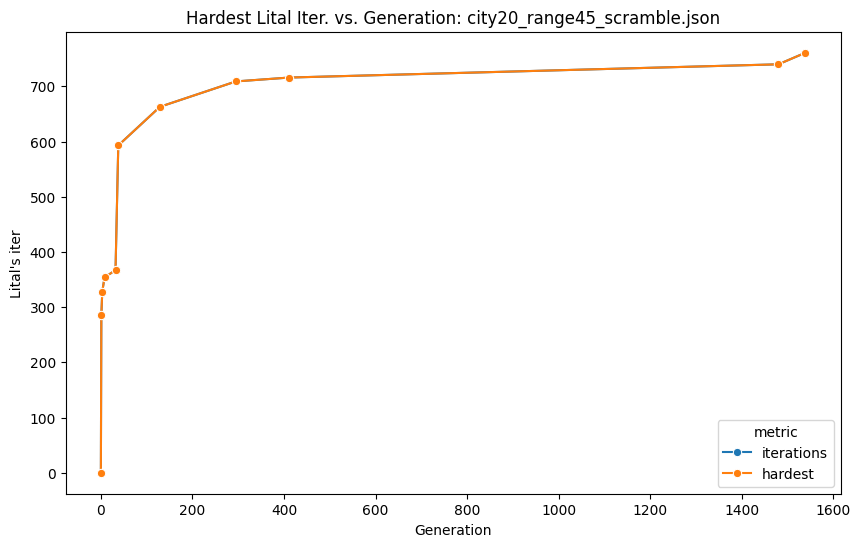 Hardest Lital Iter. vs. Generation: city20_range45_scramble.json
700
600
500
400
300
200
100
0
Lital's iter
metric
iterations
hardest
0 200 400 600 800 1000 1200 1400 1600
Generation